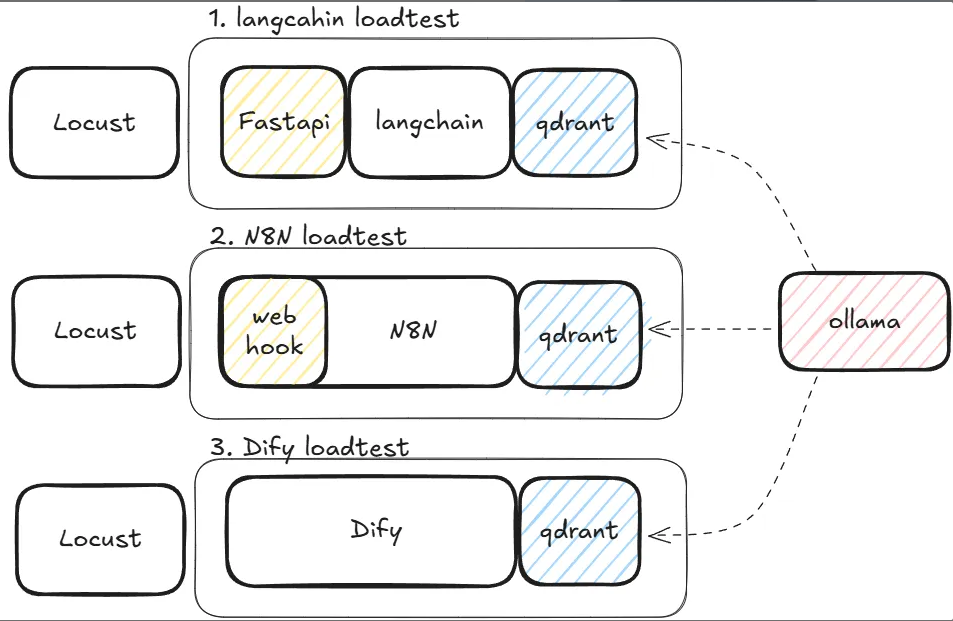 1. langcahin loadtest
Locust
Fastapi
langchain
qdrant
2. N8N loadtest
Locust
web
hook
N8N
qdrant
ollama
3. Dify loadtest
Locust
Dify
qdrant